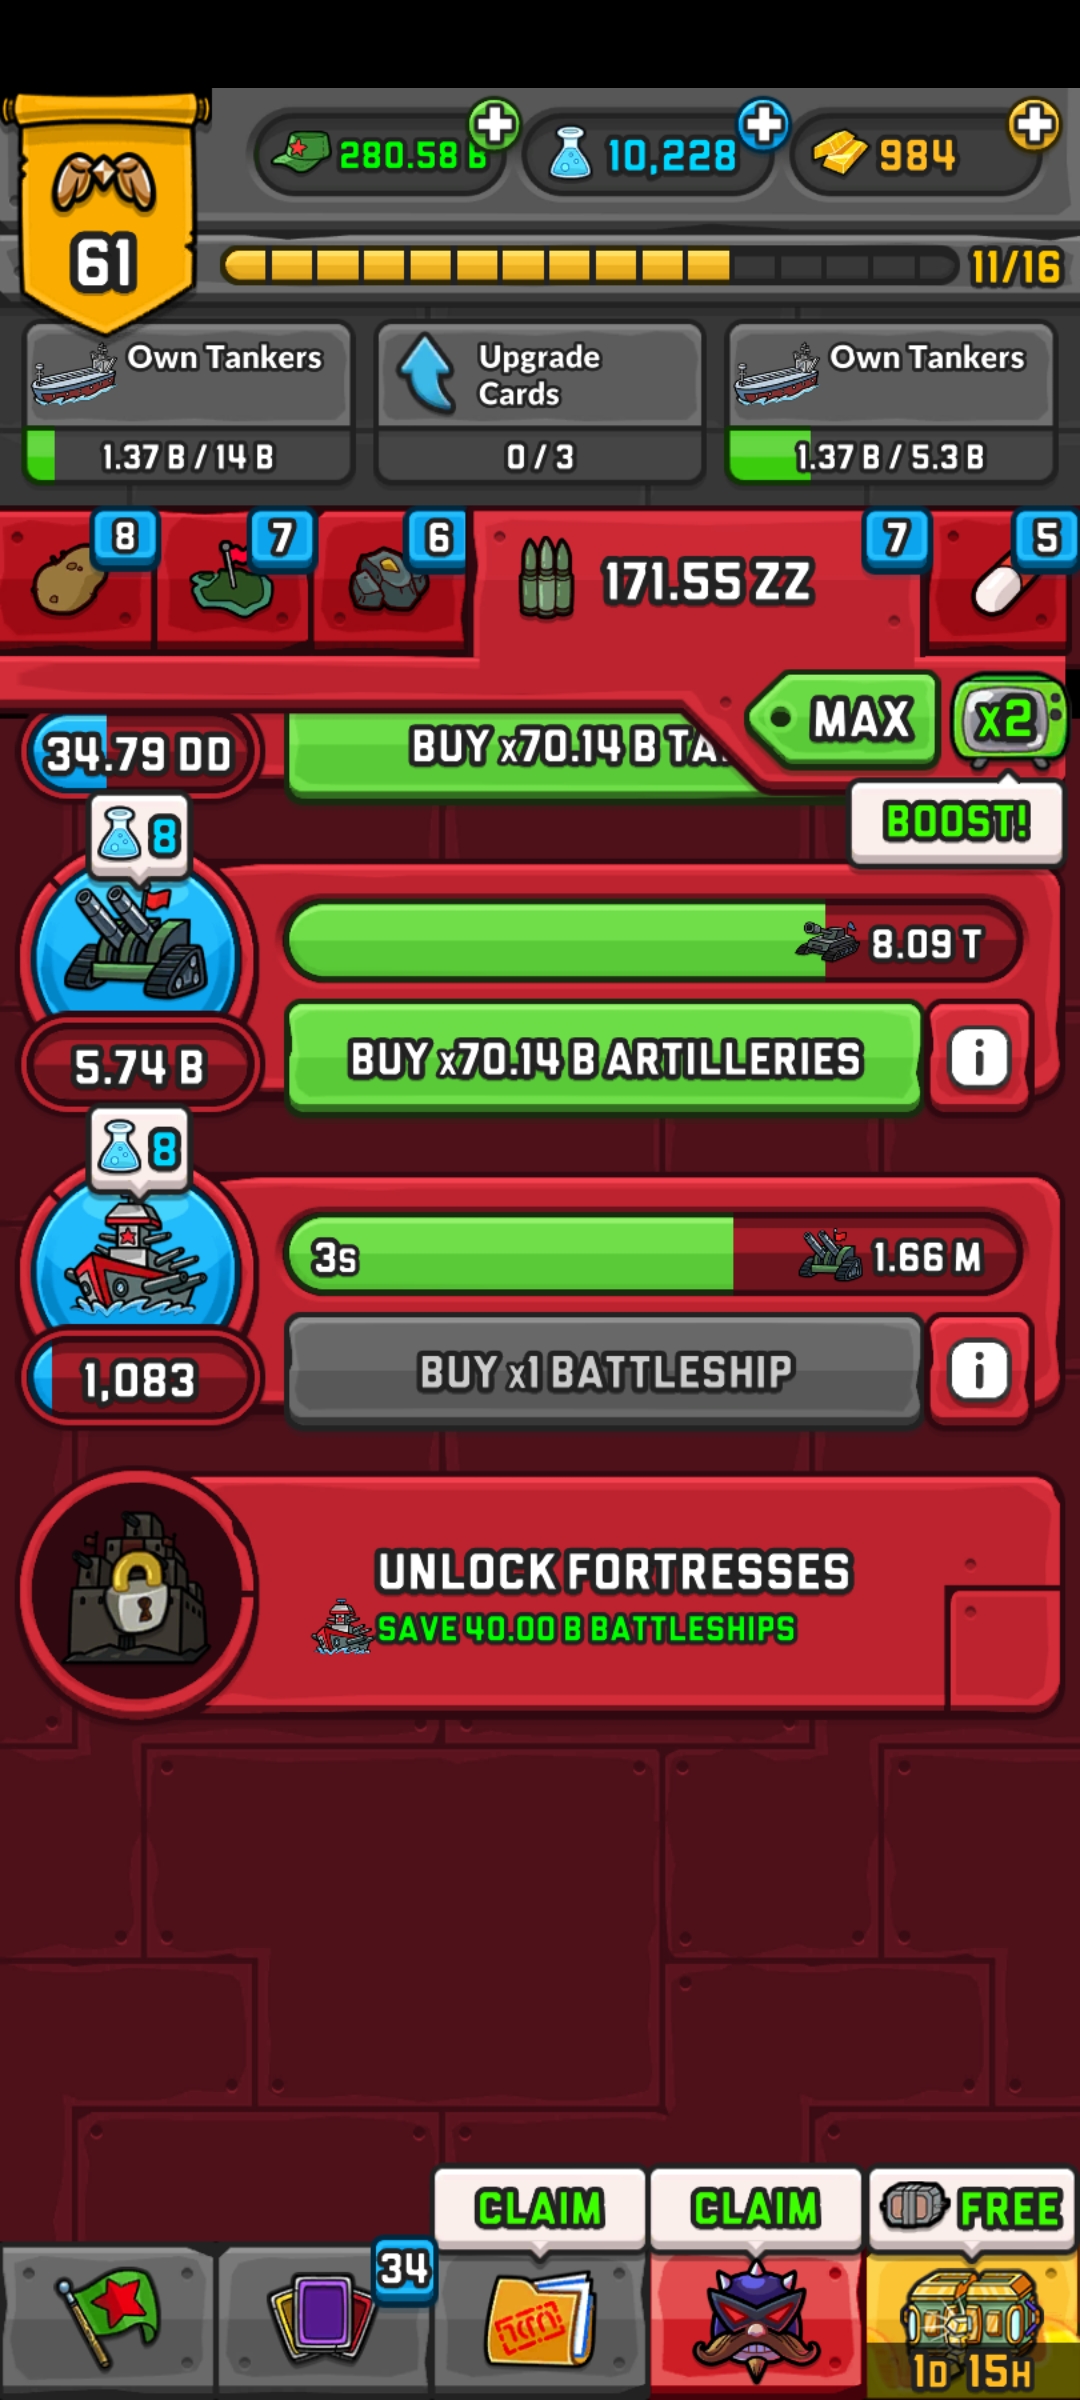 280.58 B
10,228
984
61
11/16
Own Tankers
1.37 B / 14 B
Upgrade
Cards
0 / 3
Own Tankers
1.37 B / 5.3 B
8
7
6
171.55 ZZ
7
5
MAX
x2
34.79 DD
BUY x70.14 B TA
BOOST!
8
8.09 T
5.74 B
BUY x70.14 B ARTILLERIES
i
8
3s
1.66 M
1,083
BUY x1 BATTLESHIP
i
UNLOCK FORTRESSES
SAVE 40.00 B BATTLESHIPS
CLAIM
CLAIM
FREE
34
1D 15H